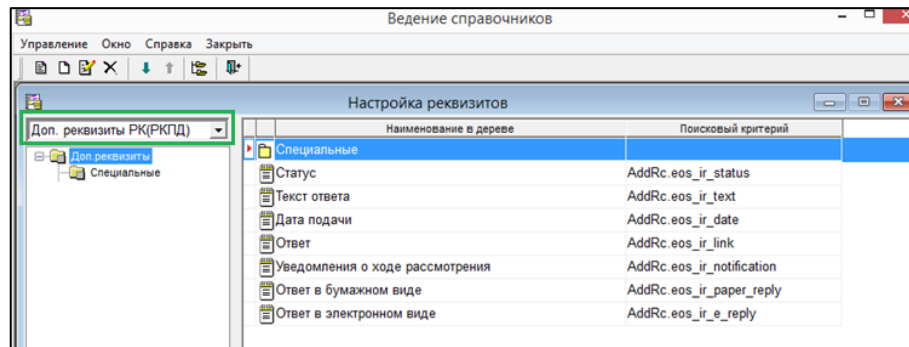 Ведение справочников
Управление Окно Справка Закрыть
Настройка реквизитов
Доп. реквизиты РК(РКПД)
Наименование в дереве Поисковый критерий
Доп.реквизиты
Специальные
Специальные
Статус AddRc.eos_ir_status
Текст ответа AddRc.eos_ir_text
Дата подачи AddRc.eos_ir_date
Ответ AddRc.eos_ir_link
Уведомления о ходе рассмотрения AddRc.eos_ir_notification
Ответ в бумажном виде AddRc.eos_ir_paper_reply
Ответ в электронном виде AddRc.eos_ir_e_reply